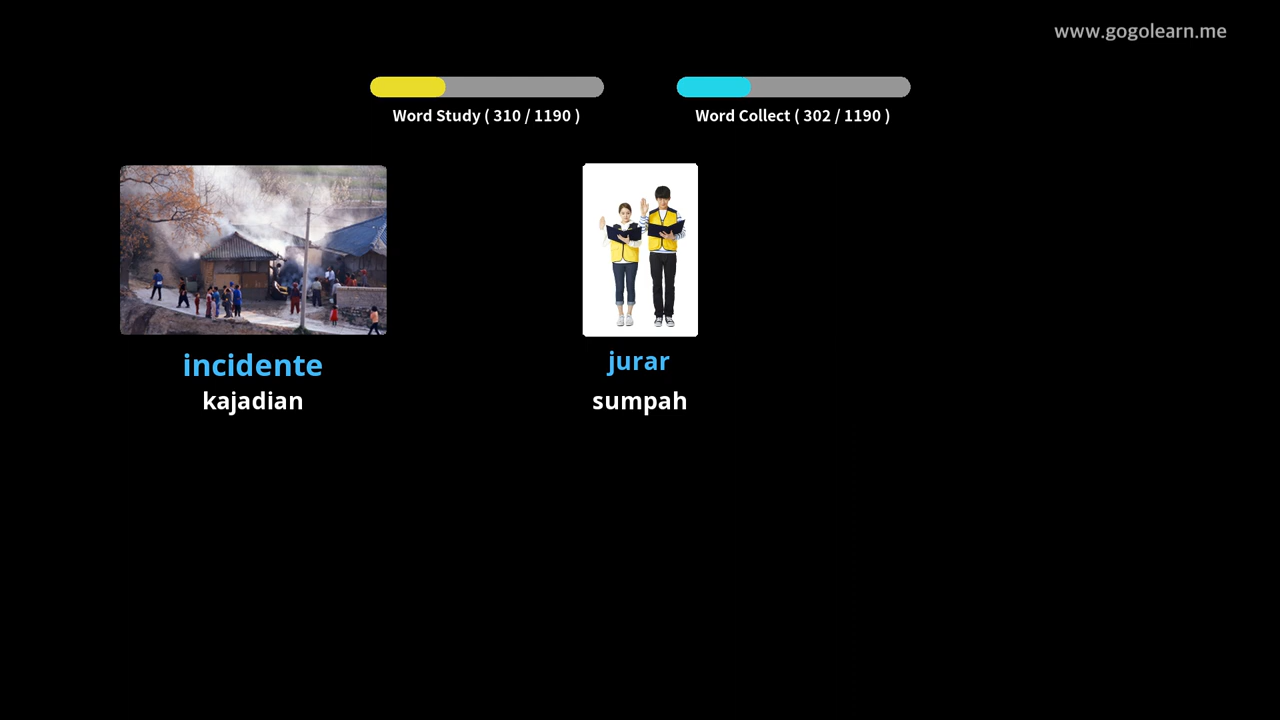 www.gogolearn.me
Word Study ( 310 / 1190 )
Word Collect ( 302 / 1190 )
incidente
kajadian
jurar
sumpah